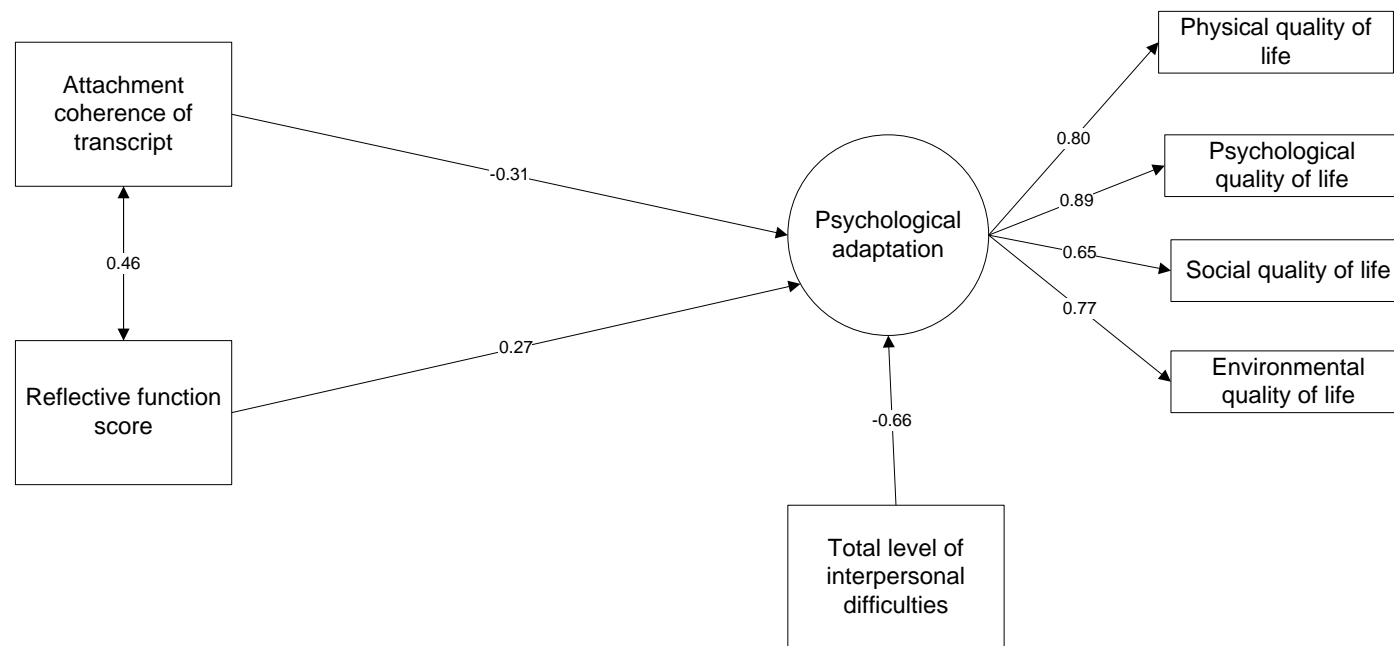 Attachment
coherence of
transcript
0.46
Reflective function
score
-0.31
0.27
Psychological
adaptation
-0.66
Total level of
interpersonal
difficulties
0.80
0.89
0.65
0.77
Physical quality of
life
Psychological
quality of life
Social quality of life
Environmental
quality of life